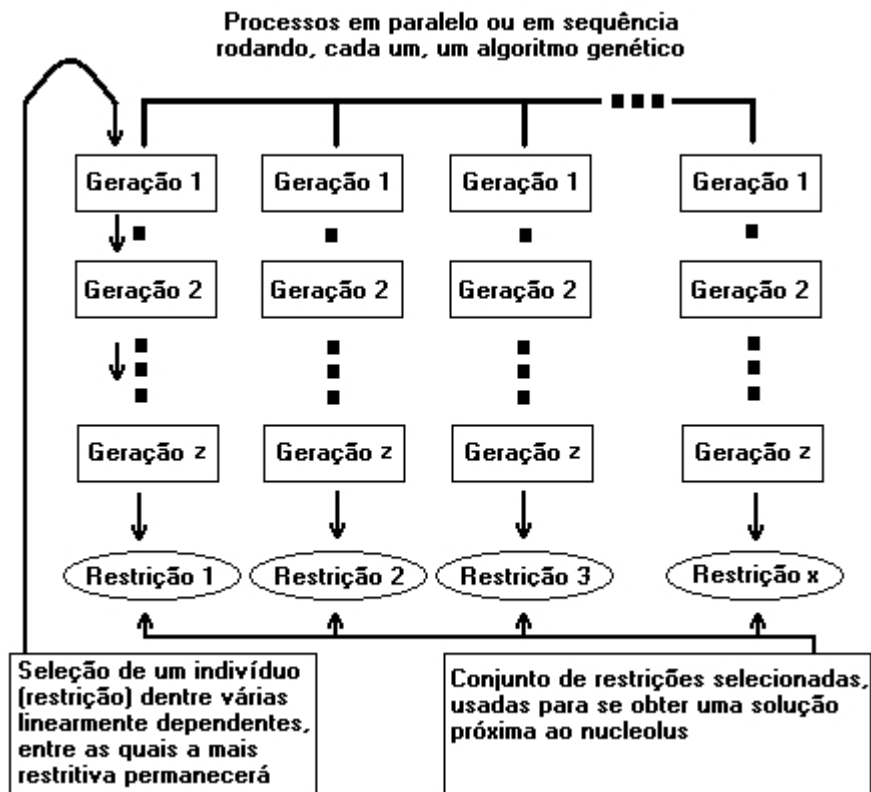 Processos em paralelo ou em sequência
rodando, cada um, um algoritmo genético
Geração 1
Geração 1
Geração 1
Geração 1
Geração 2
Geração 2
Geração 2
Geração 2
Geração z
Geração z
Geração z
Geração z
Restrição 1
Restrição 2
Restrição 3
Restrição x
Seleção de um indivíduo
(restrição) dentre várias
linearmente dependentes,
entre as quais a mais
restritiva permanecerá
Conjunto de restrições selecionadas,
usadas para se obter uma solução
próxima ao nucleolus